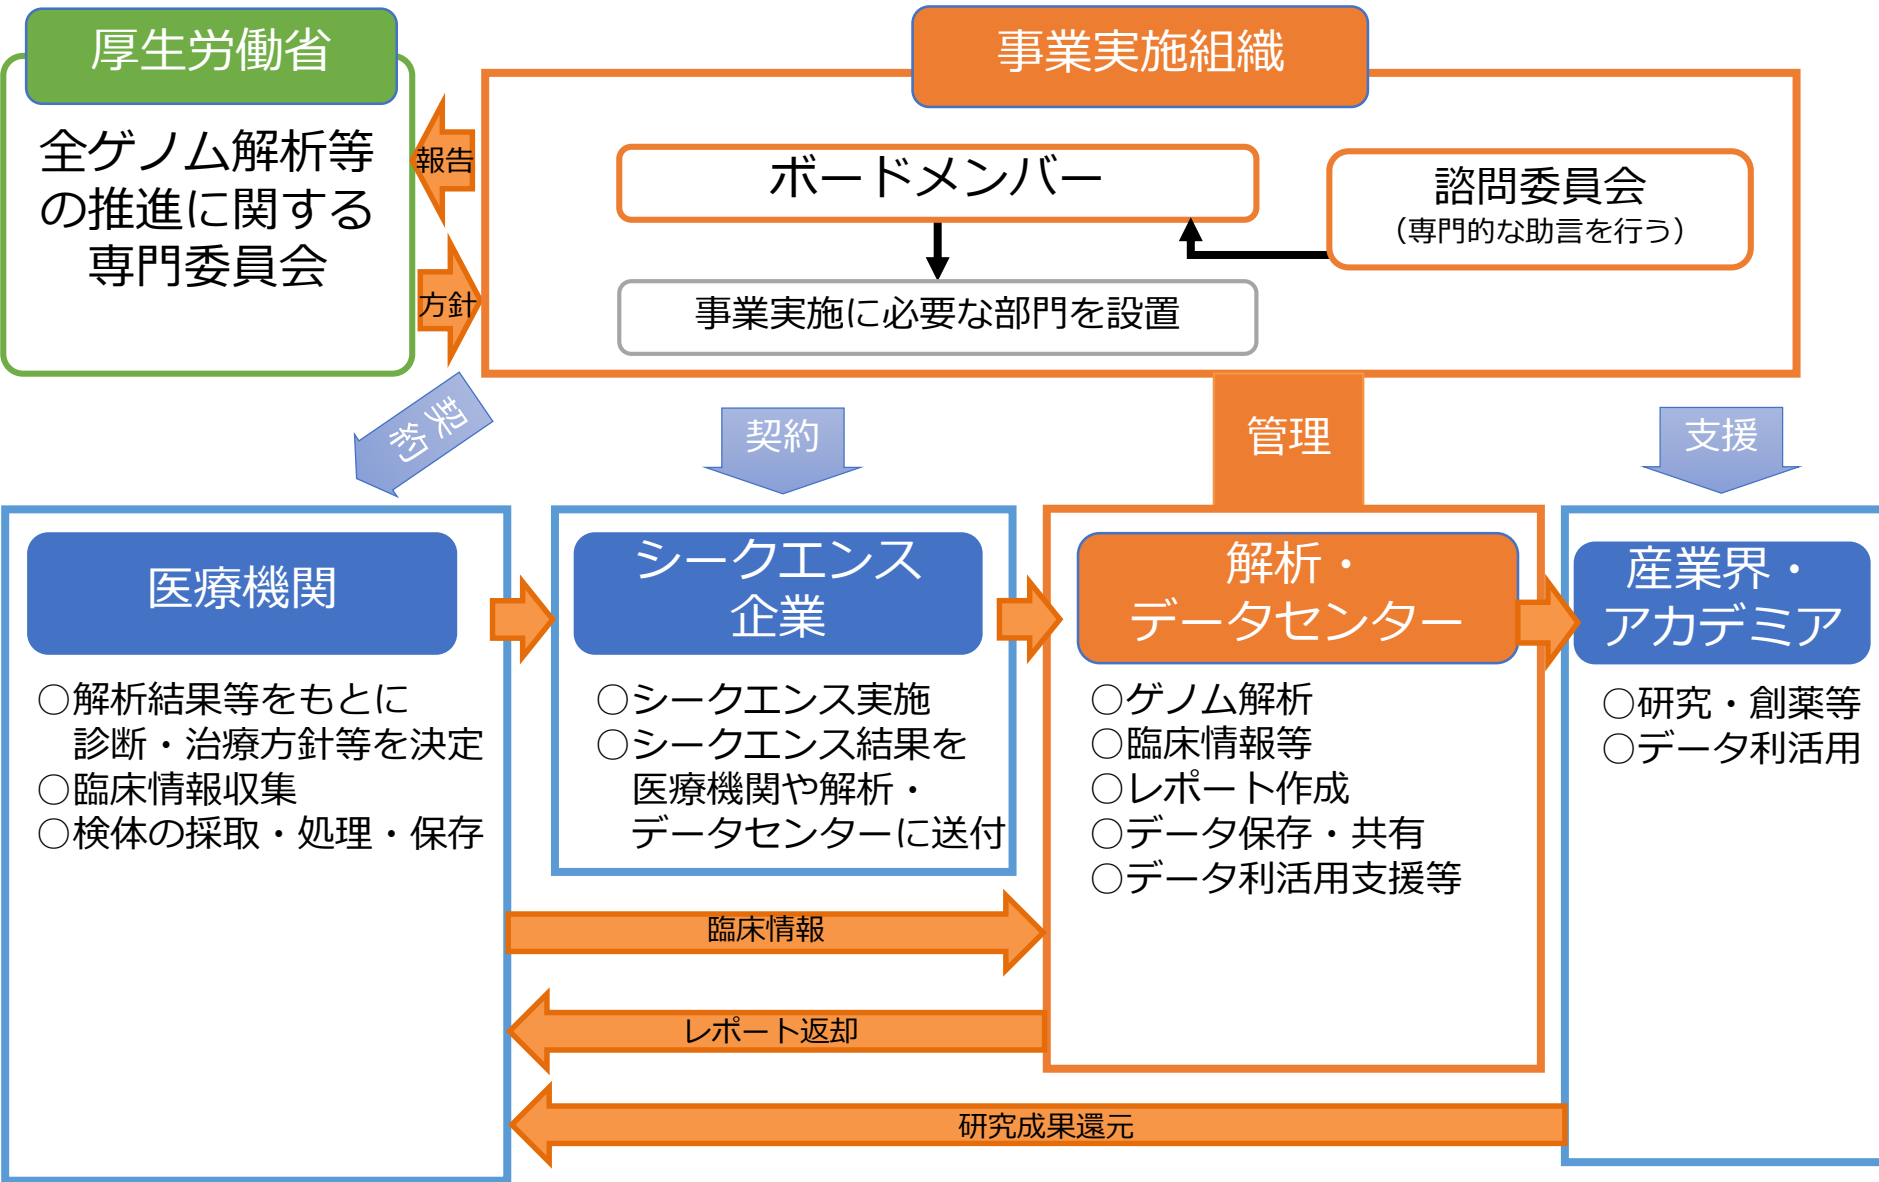 厚生労働省
全ゲノム解析等
の推進に関する
専門委員会
報告
方針
事業実施組織
ボードメンバー
諮問委員会
（専門的な助言を行う）
事業実施に必要な部門を設置
契約
契約
管理
支援
医療機関
○解析結果等をもとに
診断・治療方針等を決定
○臨床情報収集
○検体の採取・処理・保存
シークエンス
企業
○シークエンス実施
○シークエンス結果を
医療機関や解析・
データセンターに送付
解析・
データセンター
○ゲノム解析
○臨床情報等
○レポート作成
○データ保存・共有
○データ利活用支援等
産業界・
アカデミア
○研究・創薬等
○データ利活用
臨床情報
レポート返却
研究成果還元